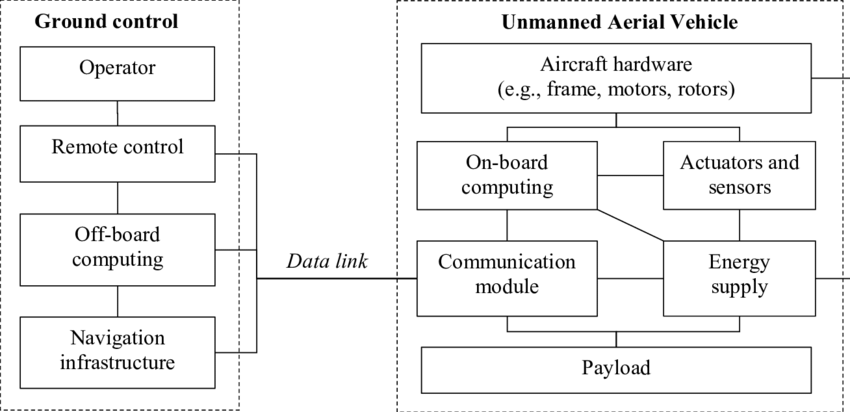 Ground control
Operator
Remote control
Off-board
computing
Navigation
infrastructure
Data link
Unmanned Aerial Vehicle
Aircraft hardware
(e.g., frame, motors, rotors)
On-board
computing
Actuators and
sensors
Communication
module
Energy
supply
Payload